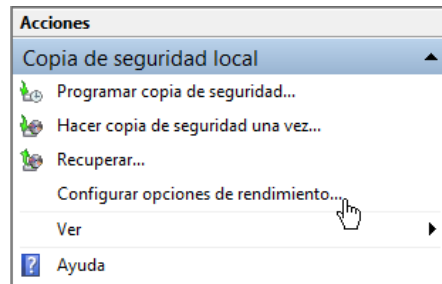 Acciones
Copia de seguridad local
Programar copia de seguridad...
Hacer copia de seguridad una vez...
Recuperar...
Configurar opciones de rendimiento...
Ver
Ayuda